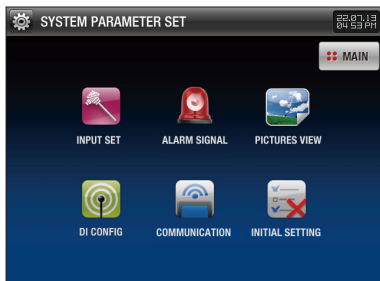 SYSTEM PARAMETER SET
22.07.13
04:53 PM
MAIN
INPUT SET
ALARM SIGNAL
PICTURES VIEW
DI CONFIG
COMMUNICATION
INITIAL SETTING